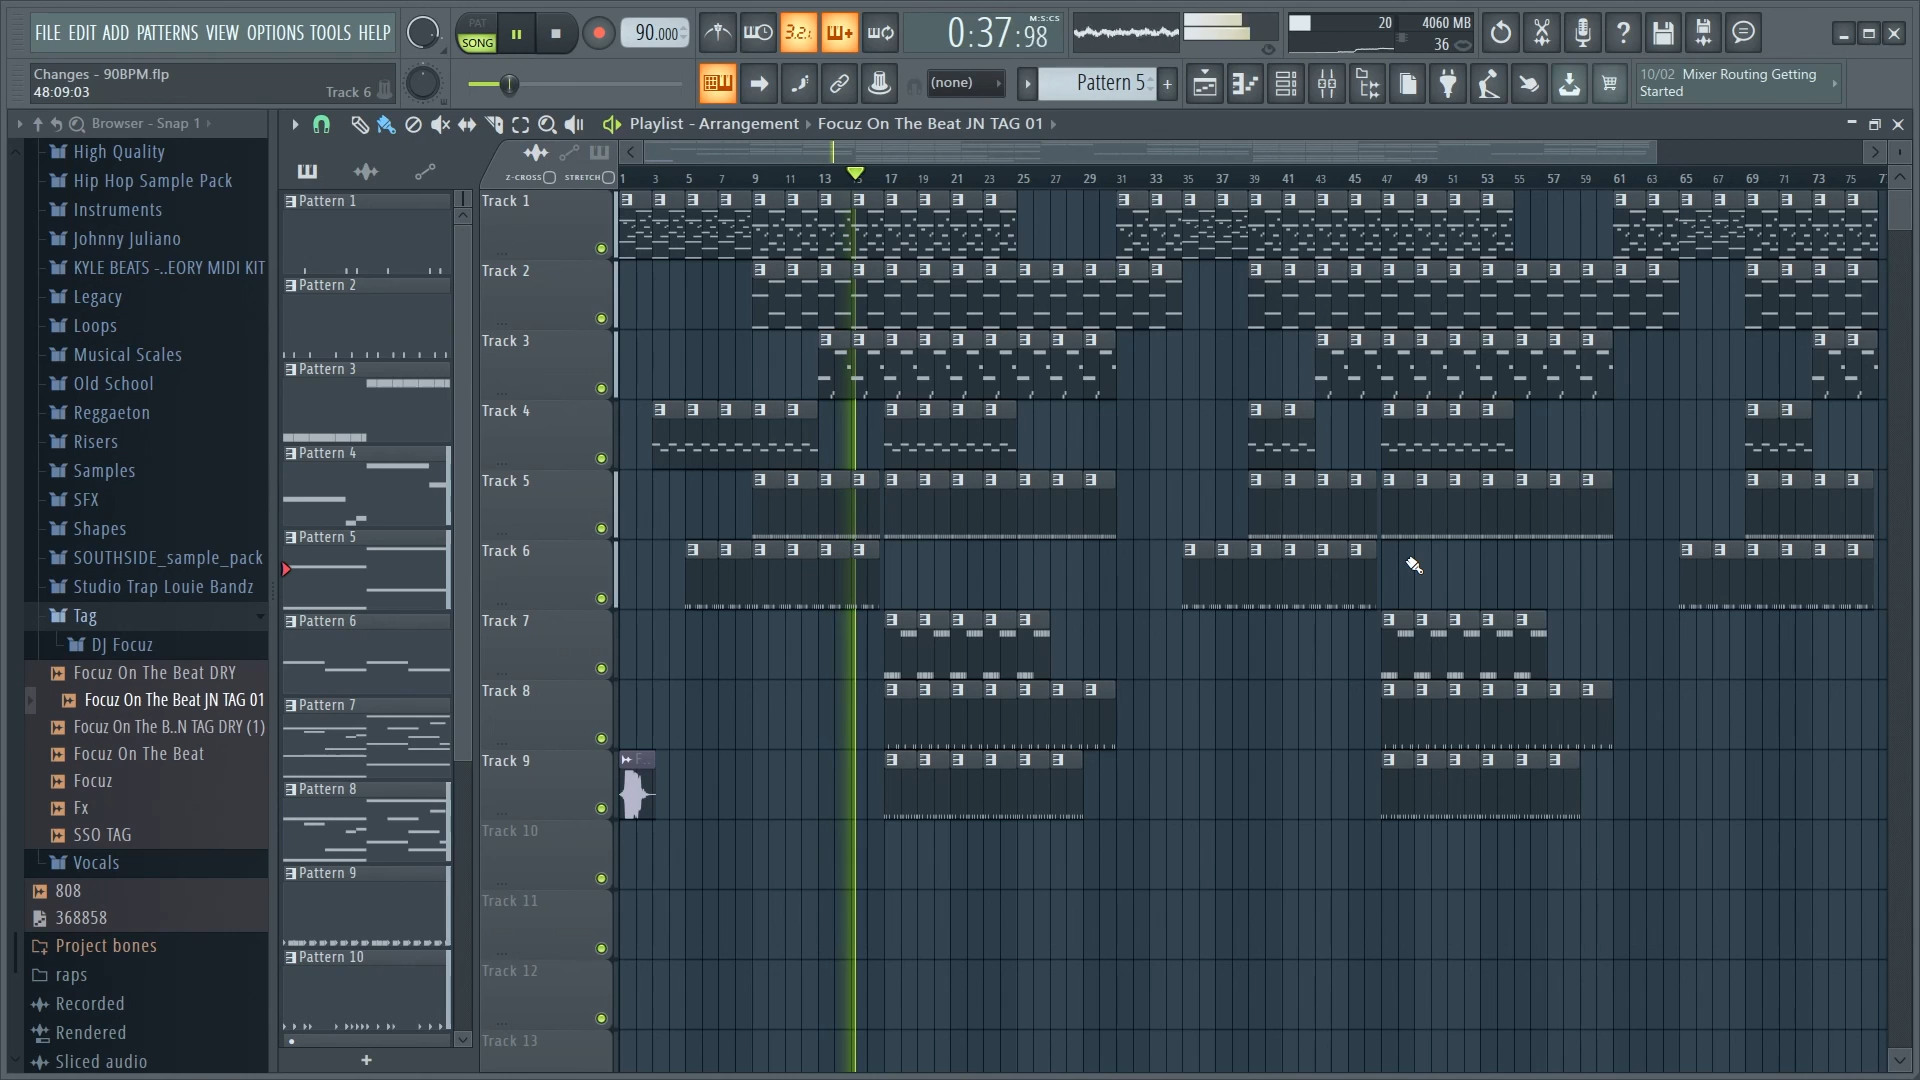 FILE EDIT ADD PATTERNS VIEW OPTIONS TOOLS HELP
PAT
SONG
90.000
3.2.1
0:37:98
M:S:CS
20
4060 MB
36
Changes - 90BPM.flp
48:09:03
Track 6
(none)
Pattern 5
+
10/02 Mixer Routing Getting
Started
Browser - Snap 1
Playlist - Arrangement
Focuz On The Beat JN TAG 01
High Quality
Hip Hop Sample Pack
Instruments
Johnny Juliano
KYLE BEATS -..EORY MIDI KIT
Legacy
Loops
Musical Scales
Old School
Reggaeton
Risers
Samples
SFX
Shapes
SOUTHSIDE_sample_pack
Studio Trap Louie Bandz
Tag
DJ Focuz
Focuz On The Beat DRY
Focuz On The Beat JN TAG 01
Focuz On The B..N TAG DRY (1)
Focuz On The Beat
Focuz
Fx
SSO TAG
Vocals
808
368858
Project bones
raps
Recorded
Rendered
Sliced audio
Pattern 1
Pattern 2
Pattern 3
Pattern 4
Pattern 5
Pattern 6
Pattern 7
Pattern 8
Pattern 9
Pattern 10
+
Z-CROSS
STRETCH
1 3 5 7 9 11 13 15 17 19 21 23 25 27 29 31 33 35 37 39 41 43 45 47 49 51 53 55 57 59 61 63 65 67 69 71 73 75 7
Track 1
Track 2
Track 3
Track 4
Track 5
Track 6
Track 7
Track 8
Track 9
F..
Track 10
Track 11
Track 12
Track 13